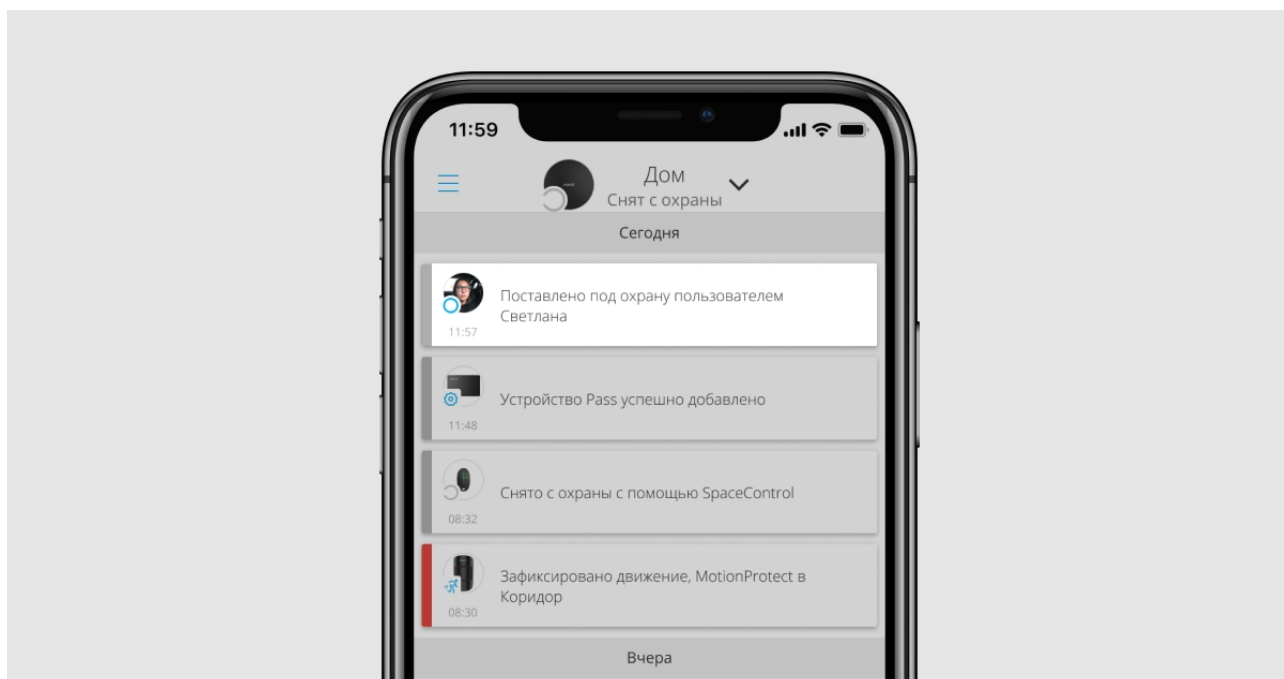 11:59
Дом
Снят с охраны
Сегодня
Поставлено под охрану пользователем
Светлана
11:57
Устройство Pass успешно добавлено
11:48
Снято с охраны с помощью SpaceControl
08:32
Зафиксировано движение, MotionProtect в
Коридор
08:30
Вчера